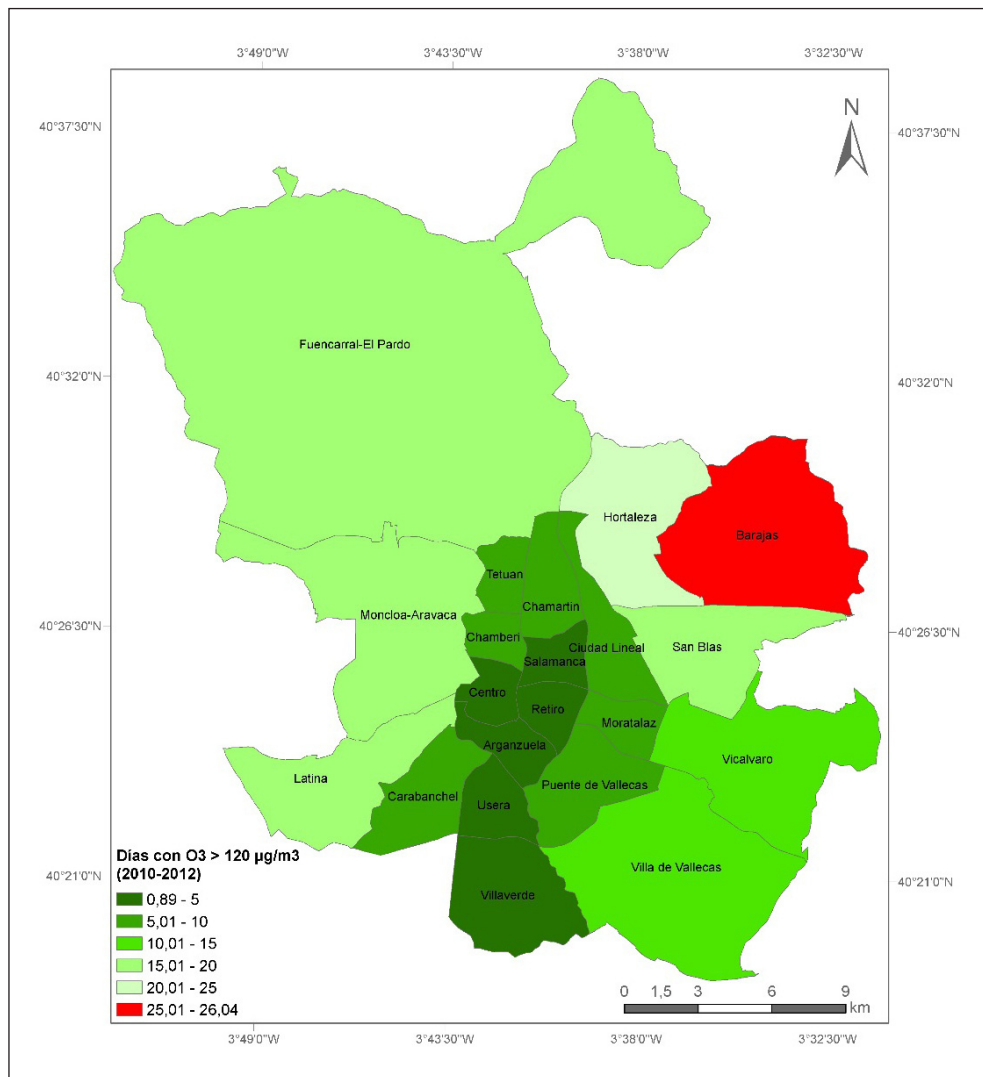 3°49'0"W 3°43'30"W 3°38'0"W 3°32'30"W
N
40°37'30"N 40°37'30"N
Fuencarral-El Pardo
40°32'0"N 40°32'0"N
Hortaleza
Barajas
Tetuan
Chamartin
Moncloa-Aravaca
40°26'30"N 40°26'30"N
Chamberi
Ciudad Lineal
San Blas
Salamanca
Centro
Retiro
Moratalaz
Arganzuela
Vicalvaro
Latina
Puente de Vallecas
Carabanchel
Usera
Días con O3 > 120 µg/m3
(2010-2012)
Villa de Vallecas
40°21'0"N 40°21'0"N
Villaverde
0,89 - 5
5,01 - 10
10,01 - 15
15,01 - 20
20,01 - 25
25,01 - 26,04
0 1,5 3 6 9
km
3°49'0"W 3°43'30"W 3°38'0"W 3°32'30"W